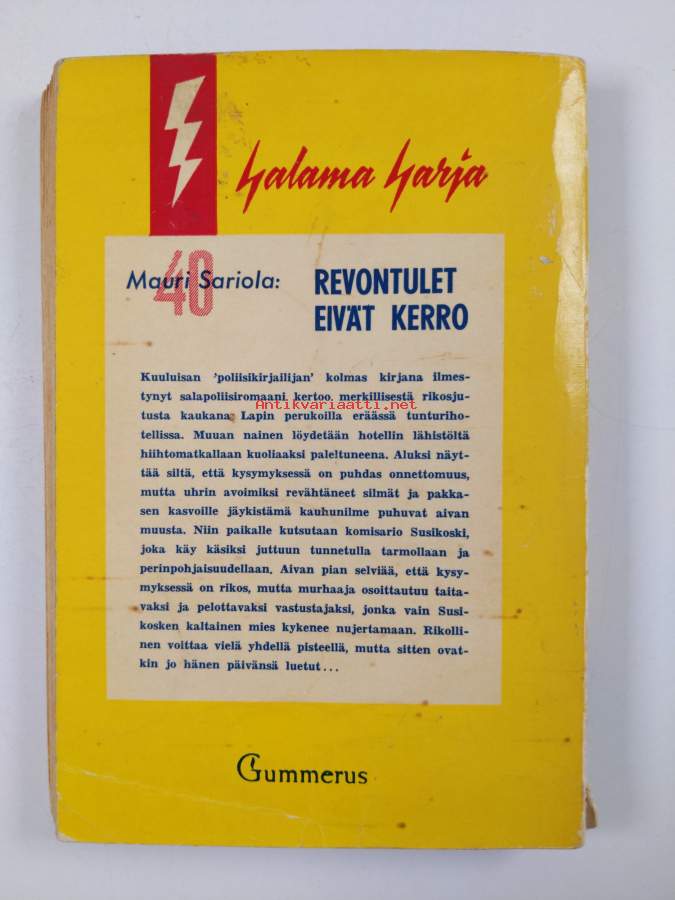 Salama Sarja
40
Mauri Sariola: REVONTULET
EIVÄT KERRO
Kuuluisan 'poliisikirjailijan' kolmas kirjana ilmes-
tynyt salapoliisiromaani kertoo merkillisestä rikosju-
tusta kaukana Lapin perukoilla eräässä tunturiho-
Antikvariaatti.net
tellissa. Muuan nainen löydetään hotellin lähistöltä
hiihtomatkallaan kuoliaaksi paleltuneena. Aluksi näyt-
tää siltä, että kysymyksessä on puhdas onnettomuus,
mutta uhrin avoimiksi revähtäneet silmät ja pakka-
sen kasvoille jäykistämä kauhunilme puhuvat aivan
muusta. Niin paikalle kutsutaan komisario Susikoski,
joka käy käsiksi juttuun tunnetulla tarmollaan ja
perinpohjaisuudellaan. Aivan pian selviää, että kysy-
myksessä on rikos, mutta murhaaja osoittautuu taita-
vaksi ja pelottavaksi vastustajaksi, jonka vain Susi-
kosken kaltainen mies kykenee nujertamaan. Rikolli-
nen voittaa vielä yhdellä pisteellä, mutta sitten ovat-
kin jo hänen päivänsä luetut...
Gummerus